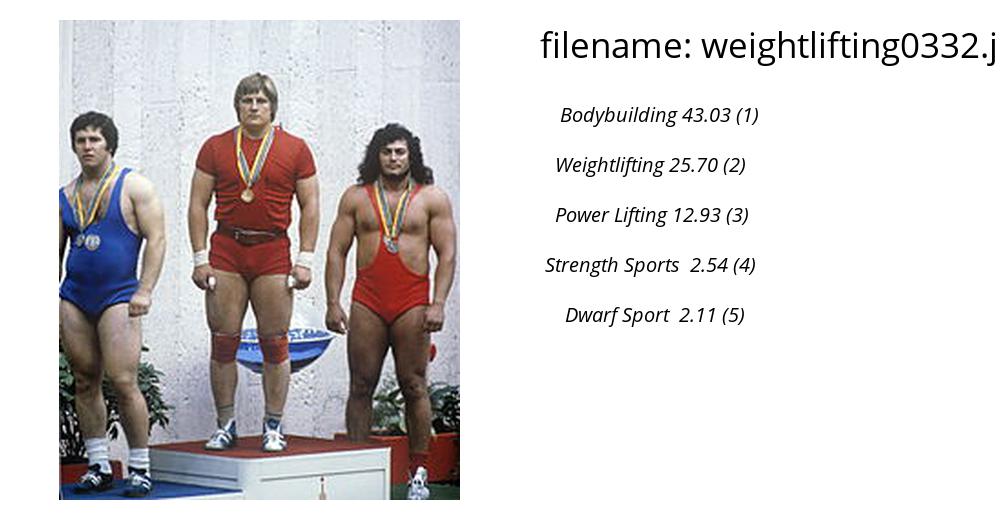 filename: weightlifting0332.j
Bodybuilding 43.03 (1)
Weightlifting 25.70 (2)
Power Lifting 12.93 (3)
Strength Sports 2.54 (4)
Dwarf Sport 2.11 (5)